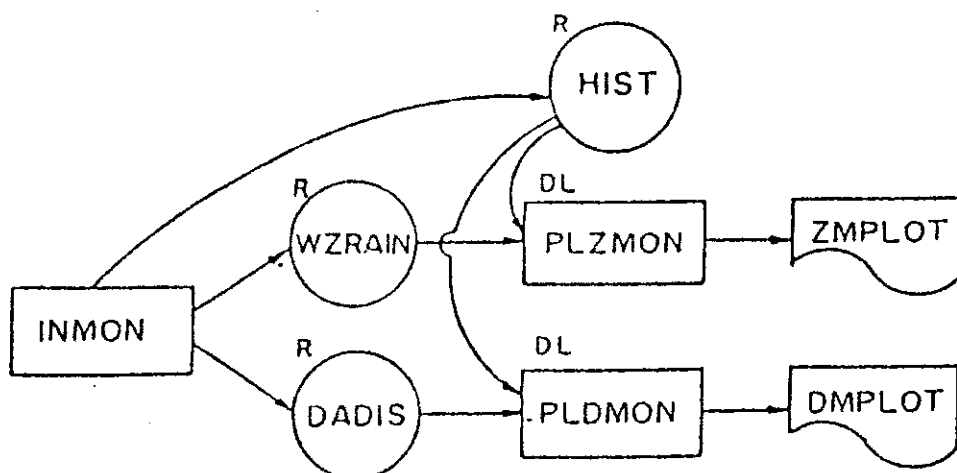 R
HIST
R
DL
WZRAIN
PLZMON
ZMPLOT
INMON
R
DL
DADIS
PLDMON
DMPLOT